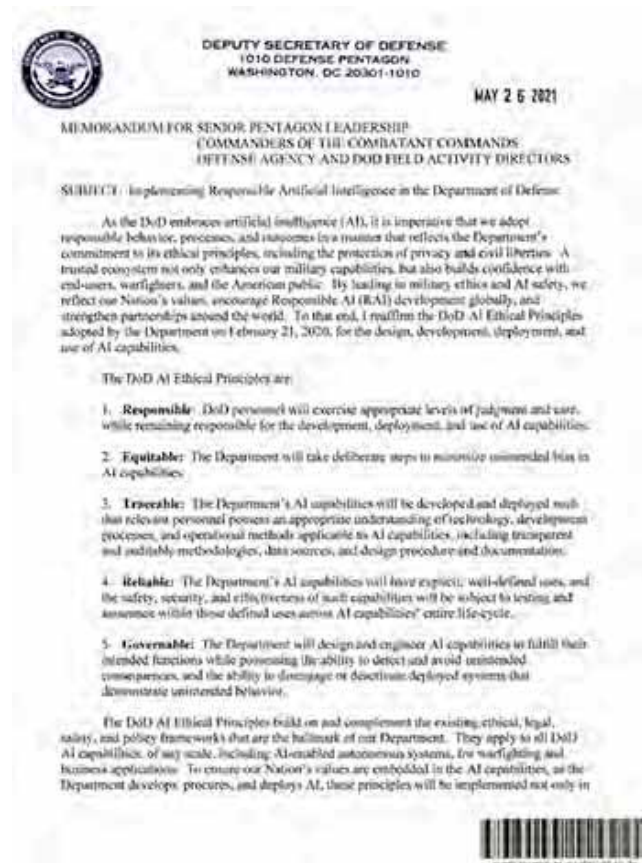 DEPUTY SECRETARY OF DEFENSE
1010 DEFENSE PENTAGON
WASHINGTON, DC 20301-1010
MAY 26 2021
MEMORANDUM FOR SENIOR PENTAGON LEADERSHIP
COMMANDERS OF THE COMBATANT COMMANDS
DEFENSE AGENCY AND DOD FIELD ACTIVITY DIRECTORS
SUBJECT: Implementing Responsible Artificial Intelligence in the Department of Defense
As the DoD embraces artificial intelligence (AI), it is imperative that we adopt
responsible behavior, processes, and outcomes in a manner that reflects the Department's
commitment to its ethical principles, including the protection of privacy and civil liberties. A
trusted ecosystem not only enhances our military capabilities, but also builds confidence with
end-users, warfighters, and the American public. By leading in military ethics and AI safety, we
reflect our Nation's values, encourage Responsible AI (RAI) development globally, and
strengthen partnerships around the world. To that end, I reaffirm the DoD AI Ethical Principles
adopted by the Department on February 21, 2020, for the design, development, deployment, and
use of AI capabilities.
The DoD AI Ethical Principles are:
1. Responsible: DoD personnel will exercise appropriate levels of judgment and care,
while remaining responsible for the development, deployment, and use of AI capabilities.
2. Equitable: The Department will take deliberate steps to minimize unintended bias in
AI capabilities.
3. Traceable: The Department's AI capabilities will be developed and deployed such
that relevant personnel possess an appropriate understanding of technology, development
processes, and operational methods applicable to AI capabilities, including transparent
and auditable methodologies, data sources, and design procedure and documentation.
4. Reliable: The Department's AI capabilities will have explicit, well-defined uses, and
the safety, security, and effectiveness of such capabilities will be subject to testing and
assurance within those defined uses across AI capabilities' entire life-cycle.
5. Governable: The Department will design and engineer AI capabilities to fulfill their
intended functions while possessing the ability to detect and avoid unintended
consequences, and the ability to disengage or deactivate deployed systems that
demonstrate unintended behavior.
The DoD AI Ethical Principles build on and complement the existing ethical, legal,
safety, and policy frameworks that are the hallmark of our Department. They apply to all DoD
AI capabilities, of any scale, including AI-enabled autonomous systems, for warfighting and
business applications. To ensure our Nation's values are embedded in the AI capabilities, as the
Department develops, procures, and deploys AI, these principles will be implemented not only in